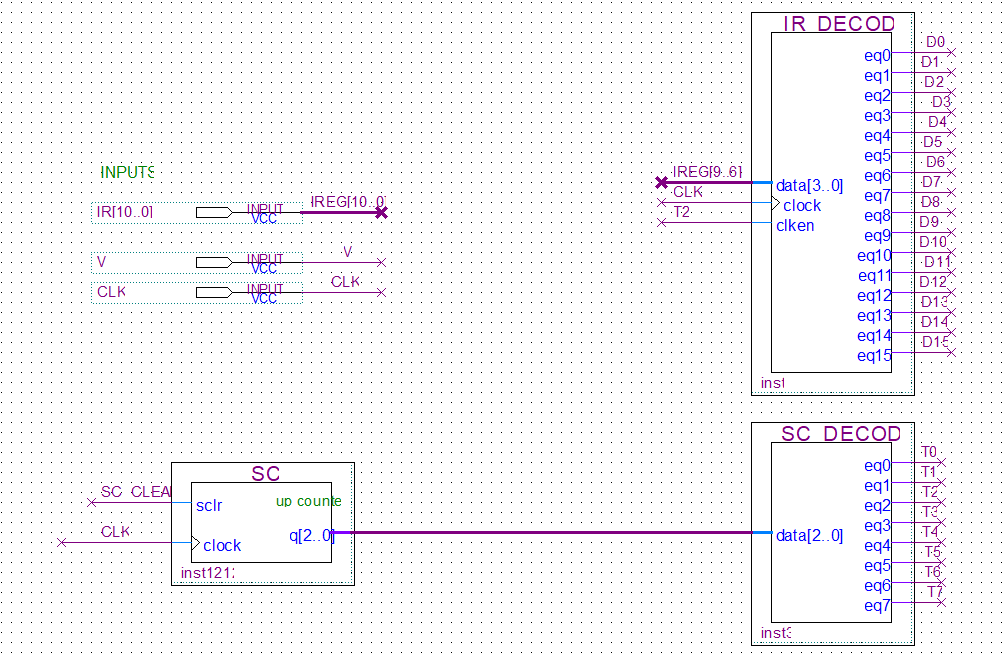 IR_DECOD
eq0 D0
eq1 D1
eq2 D2
eq3 D3
eq4 D4
eq5 D5
eq6 D6
eq7 D7
eq8 D8
eq9 D9
eq10 D10
eq11 D11
eq12 D12
eq13 D13
eq14 D14
eq15 D15
IREG[9..6] data[3..0]
CLK clock
T2 clken
inst
INPUTS
IR[10..0] INPUT VCC IREG[10..0]
V INPUT VCC V
CLK INPUT VCC CLK
SC
up counte
SC_CLEA sclr
CLK clock
q[2..0]
inst121
SC_DECOD
eq0 T0
eq1 T1
eq2 T2
eq3 T3
eq4 T4
eq5 T5
eq6 T6
eq7 T7
data[2..0]
inst3